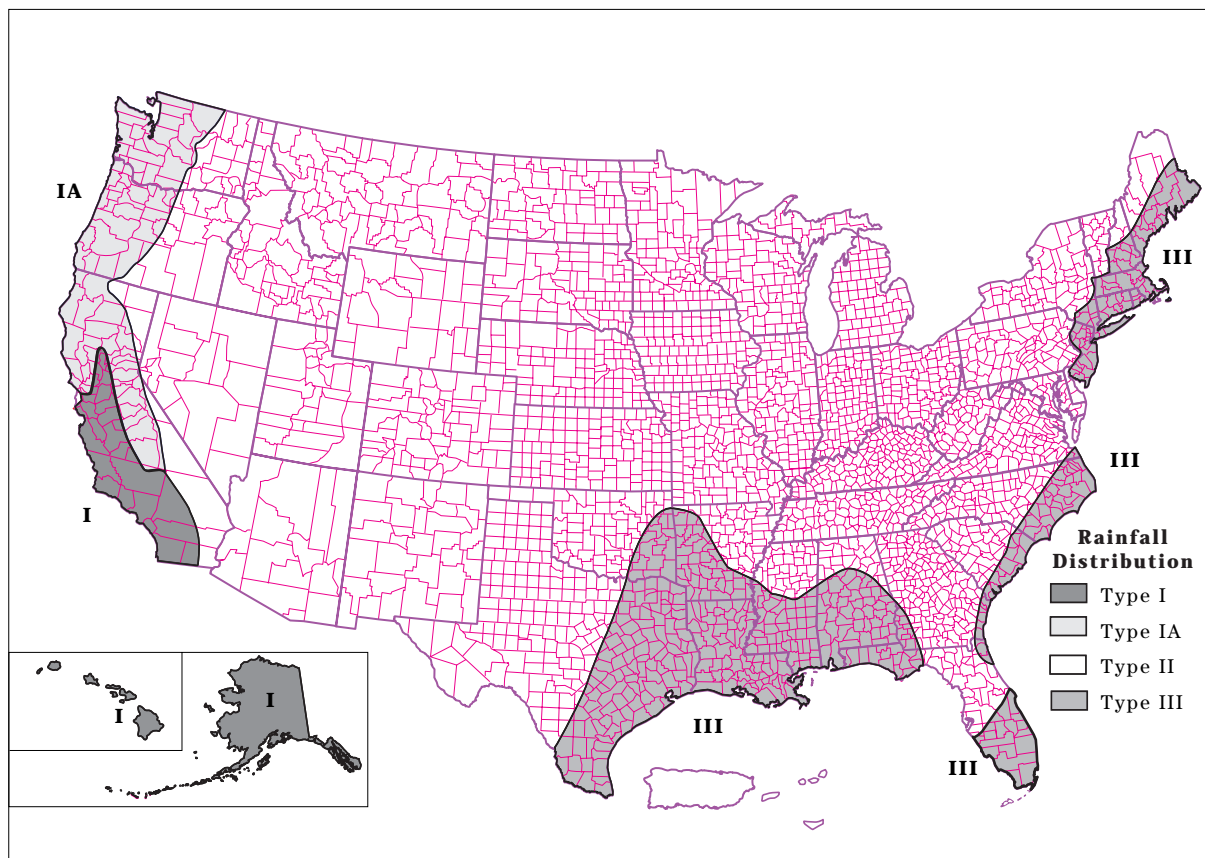 IA
III
III
I
Rainfall
Distribution
Type I
Type IA
Type II
Type III
I
I
III
III